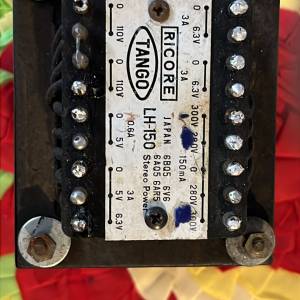 0 6.3V 0 6.3V 300V 280V 0 280V 300V
3A 3A 150mA
RICORE
TANGO
LH-150
Stereo Power
JAPAN 6BQ5 6V6
6AQ5 6AR5
0 110V 0 110V 0 5V 0 5V 6.3V
0.6A 3A